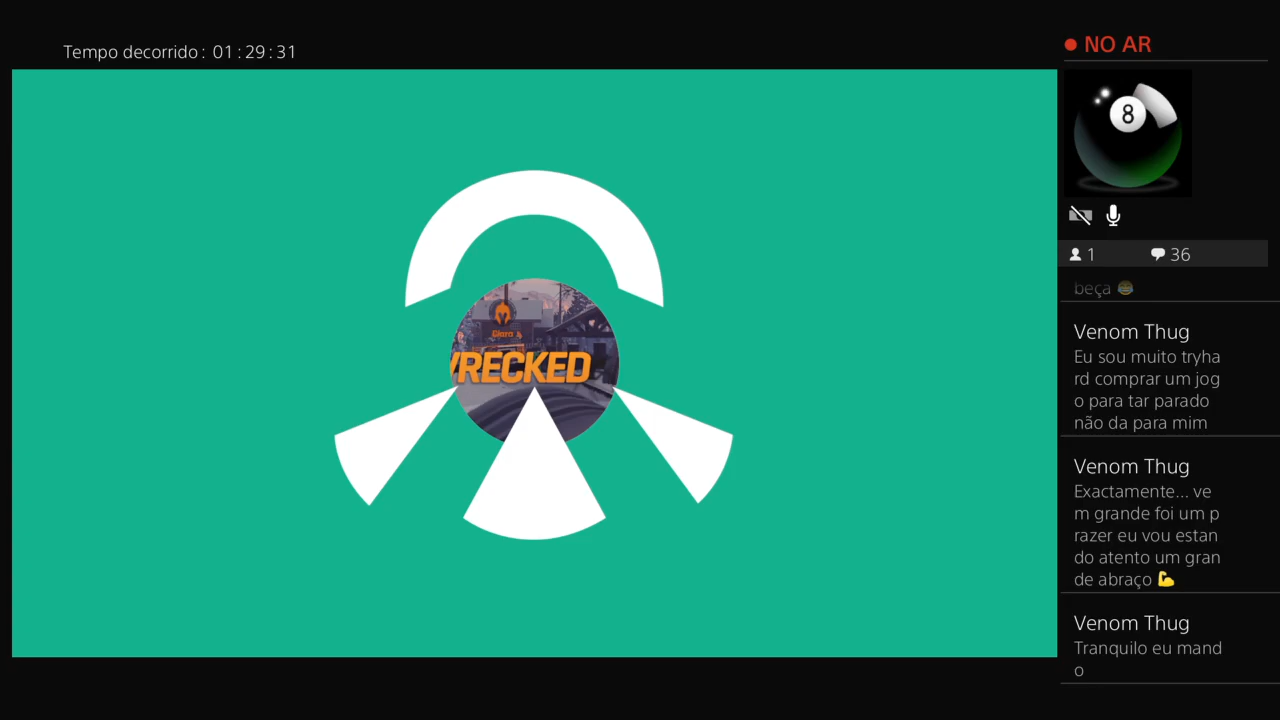 Tempo decorrido: 01:29:31
NO AR
8
1
36
beça 😁
Venom Thug
Eu sou muito tryha
rd comprar um jog
o para tar parado
não da para mim
Venom Thug
Exactamente... ve
m grande foi um p
razer eu vou estan
do atento um gran
de abraço 💪
Venom Thug
Tranquilo eu mand
o
RECKED